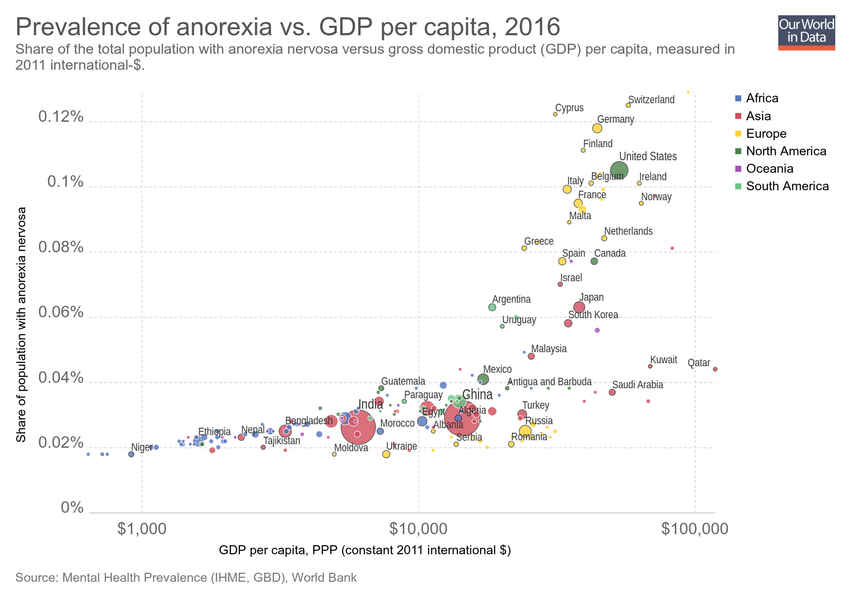 Prevalence of anorexia vs. GDP per capita, 2016
Our World
in Data
Share of the total population with anorexia nervosa versus gross domestic product (GDP) per capita, measured in
2011 international-$.
Share of population with anorexia nervosa
0.12%
0.1%
0.08%
0.06%
0.04%
0.02%
0%
Switzerland
Cyprus
Germany
Finland
United States
Italy
Belgium
Ireland
France
Norway
Malta
Netherlands
Greece
Spain
Canada
Israel
Argentina
Japan
Uruguay
South Korea
Malaysia
Kuwait
Qatar
Mexico
Guatemala
Antigua and Barbuda
Saudi Arabia
Paraguay
China
India
Egypt
Algeria
Turkey
Bangladesh
Morocco
Albania
Russia
Ethiopia
Nepal
Tajikistan
Serbia
Romania
Niger
Moldova
Ukraine
$1,000
$10,000
$100,000
GDP per capita, PPP (constant 2011 international $)
Africa
Asia
Europe
North America
Oceania
South America
Source: Mental Health Prevalence (IHME, GBD), World Bank